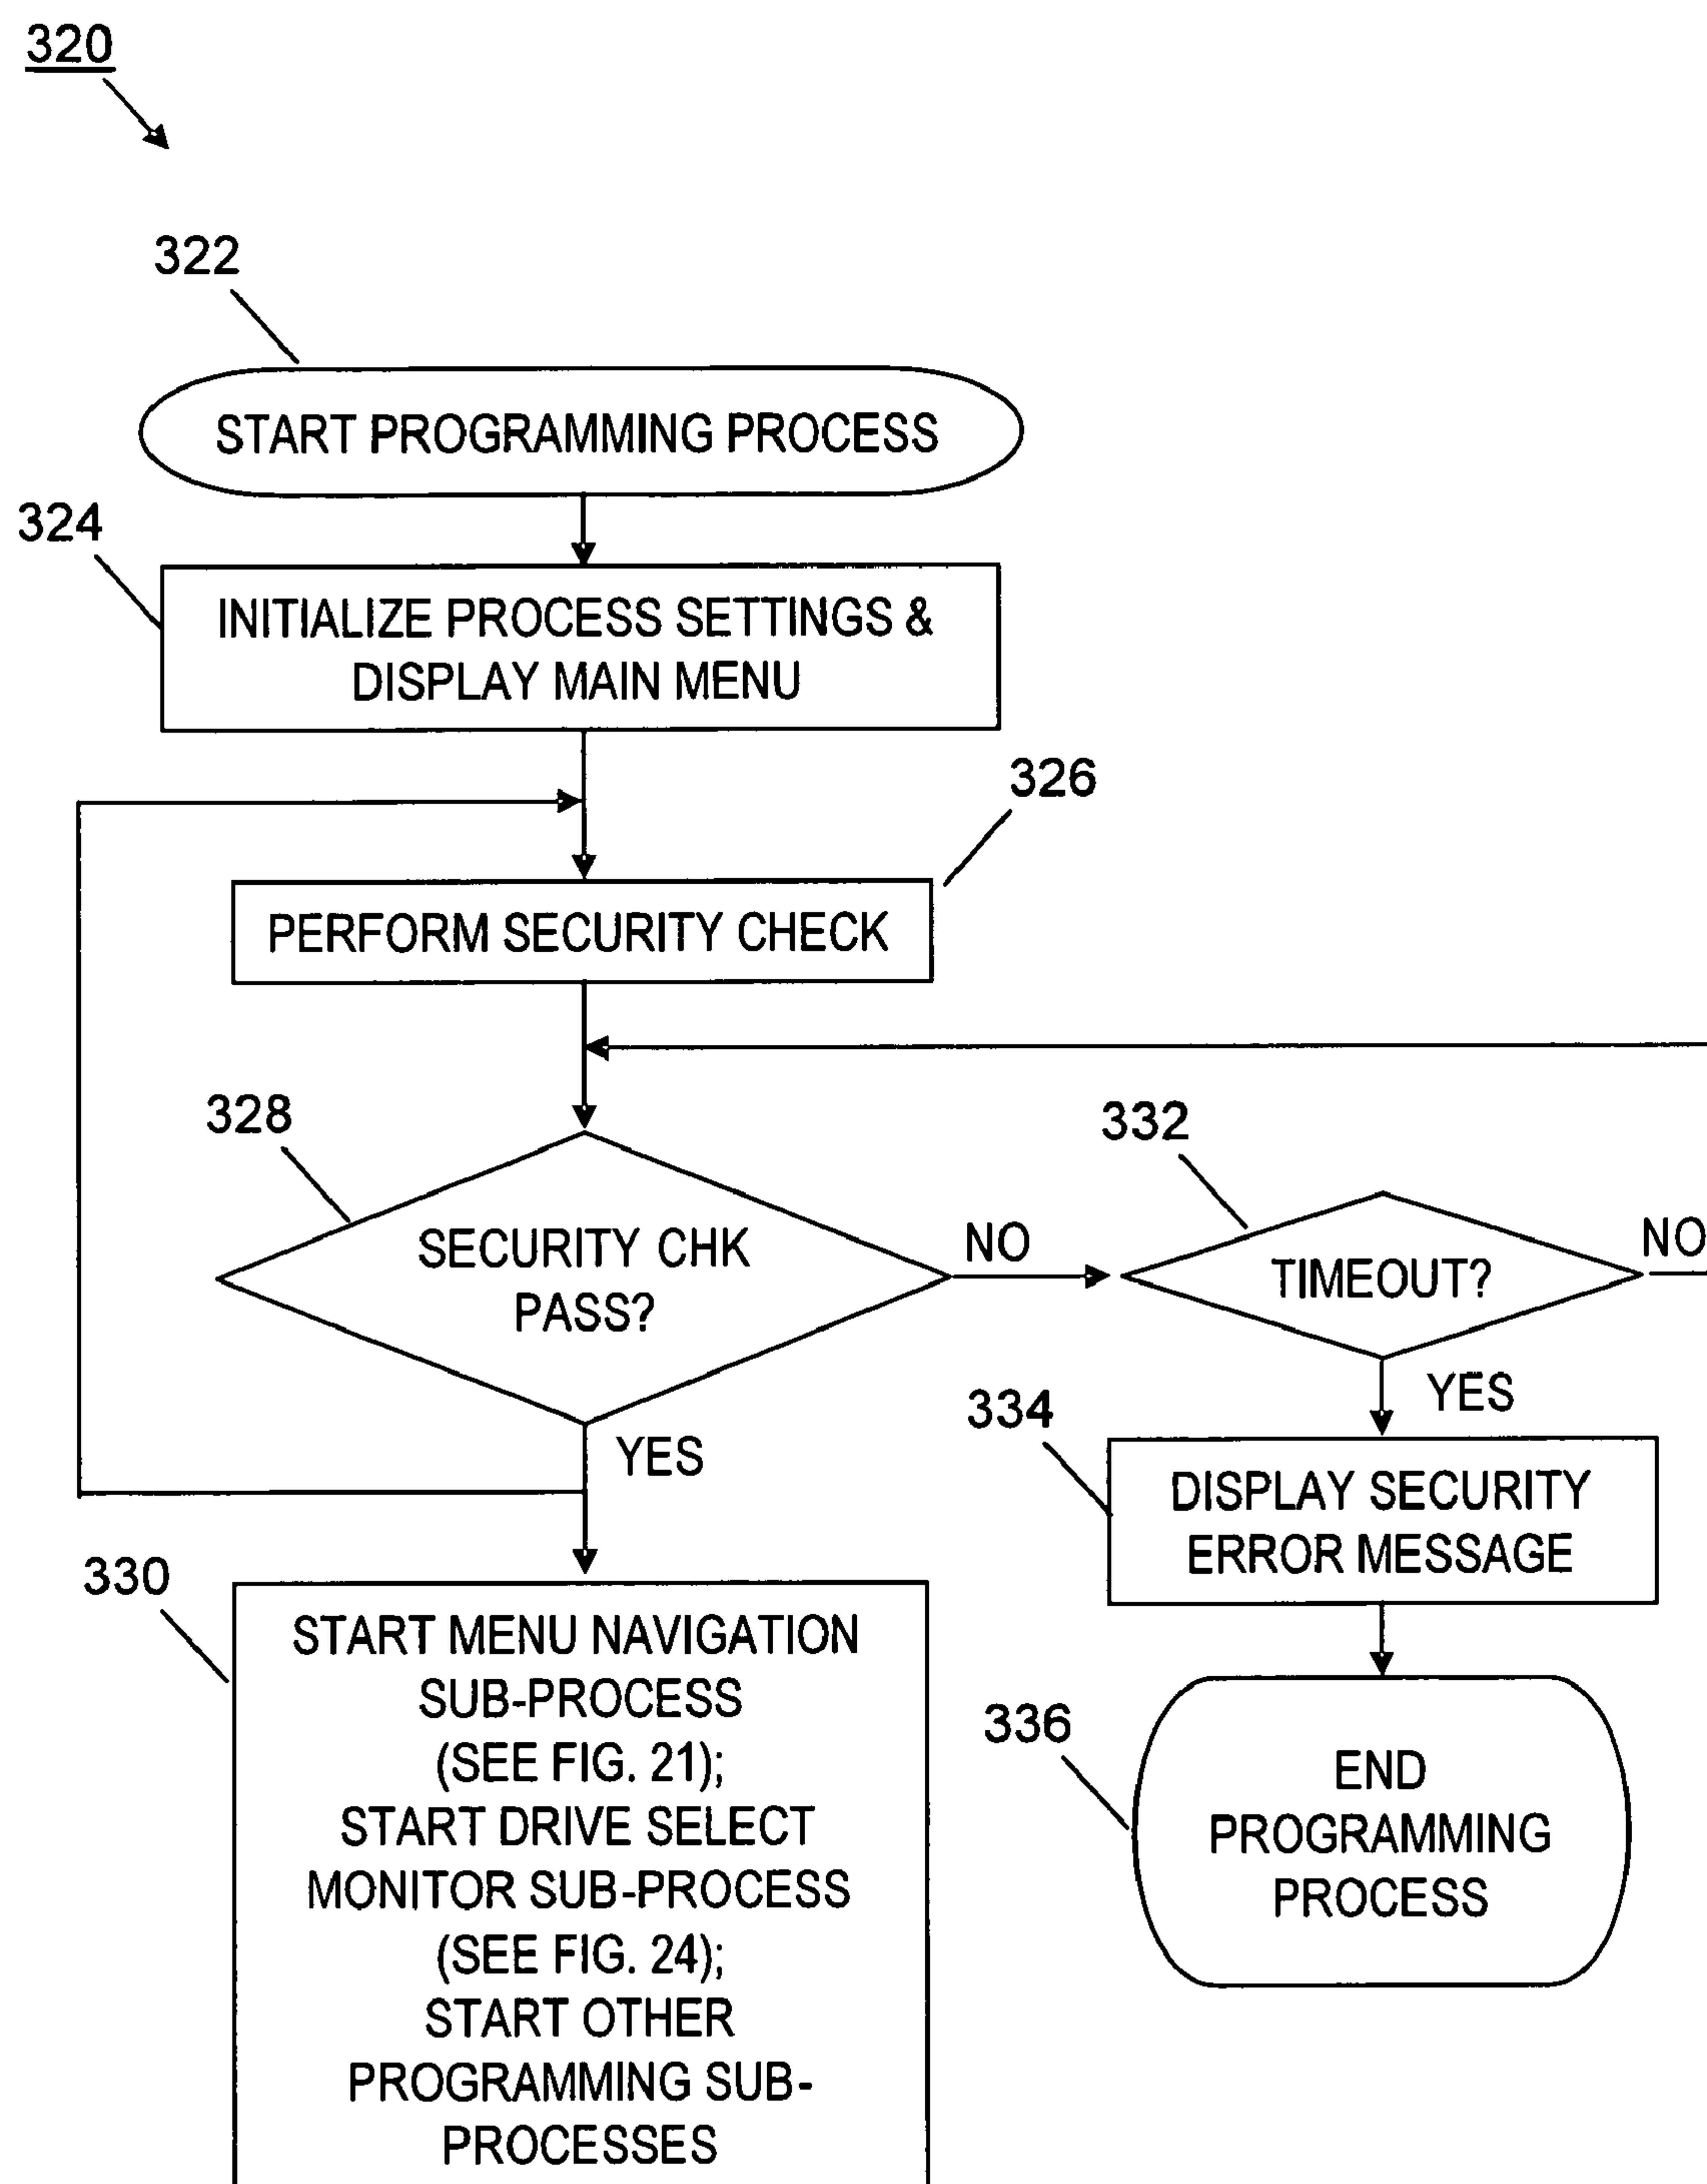 320
322
START PROGRAMMING PROCESS
324
INITIALIZE PROCESS SETTINGS &
DISPLAY MAIN MENU
326
PERFORM SECURITY CHECK
328
SECURITY CHK
PASS?
NO
332
TIMEOUT?
NO
YES
YES
334
DISPLAY SECURITY
ERROR MESSAGE
330
START MENU NAVIGATION
SUB-PROCESS
(SEE FIG. 21);
START DRIVE SELECT
MONITOR SUB-PROCESS
(SEE FIG. 24);
START OTHER
PROGRAMMING SUB-
PROCESSES
336
END
PROGRAMMING
PROCESS